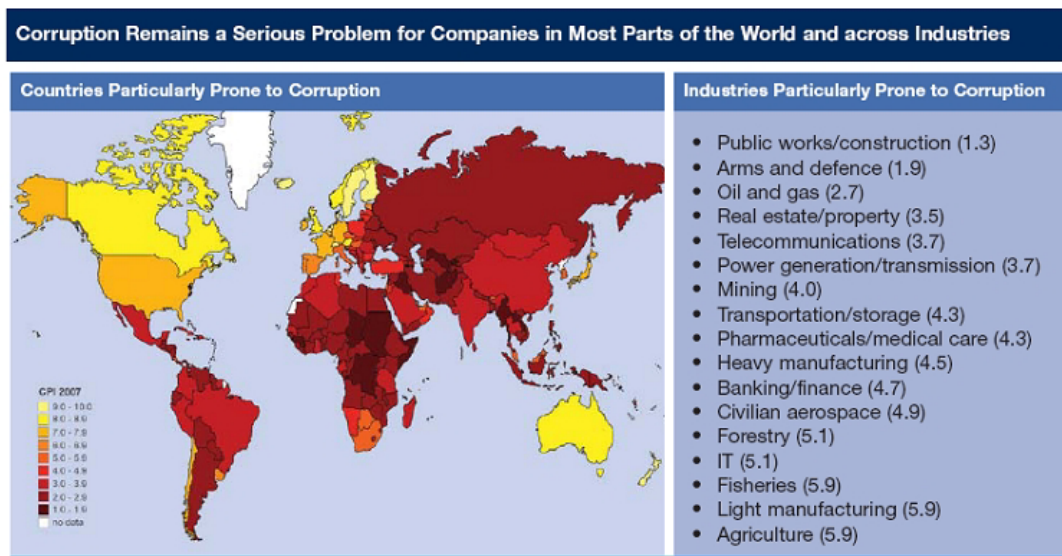 Corruption Remains a Serious Problem for Companies in Most Parts of the World and across Industries
Countries Particularly Prone to Corruption
CPI 2007
9.0 - 10.0
8.0 - 8.9
7.0 - 7.9
6.0 - 6.9
5.0 - 5.9
4.0 - 4.9
3.0 - 3.9
2.0 - 2.9
1.0 - 1.9
no data
Industries Particularly Prone to Corruption
• Public works/construction (1.3)
• Arms and defence (1.9)
• Oil and gas (2.7)
• Real estate/property (3.5)
• Telecommunications (3.7)
• Power generation/transmission (3.7)
• Mining (4.0)
• Transportation/storage (4.3)
• Pharmaceuticals/medical care (4.3)
• Heavy manufacturing (4.5)
• Banking/finance (4.7)
• Civilian aerospace (4.9)
• Forestry (5.1)
• IT (5.1)
• Fisheries (5.9)
• Light manufacturing (5.9)
• Agriculture (5.9)